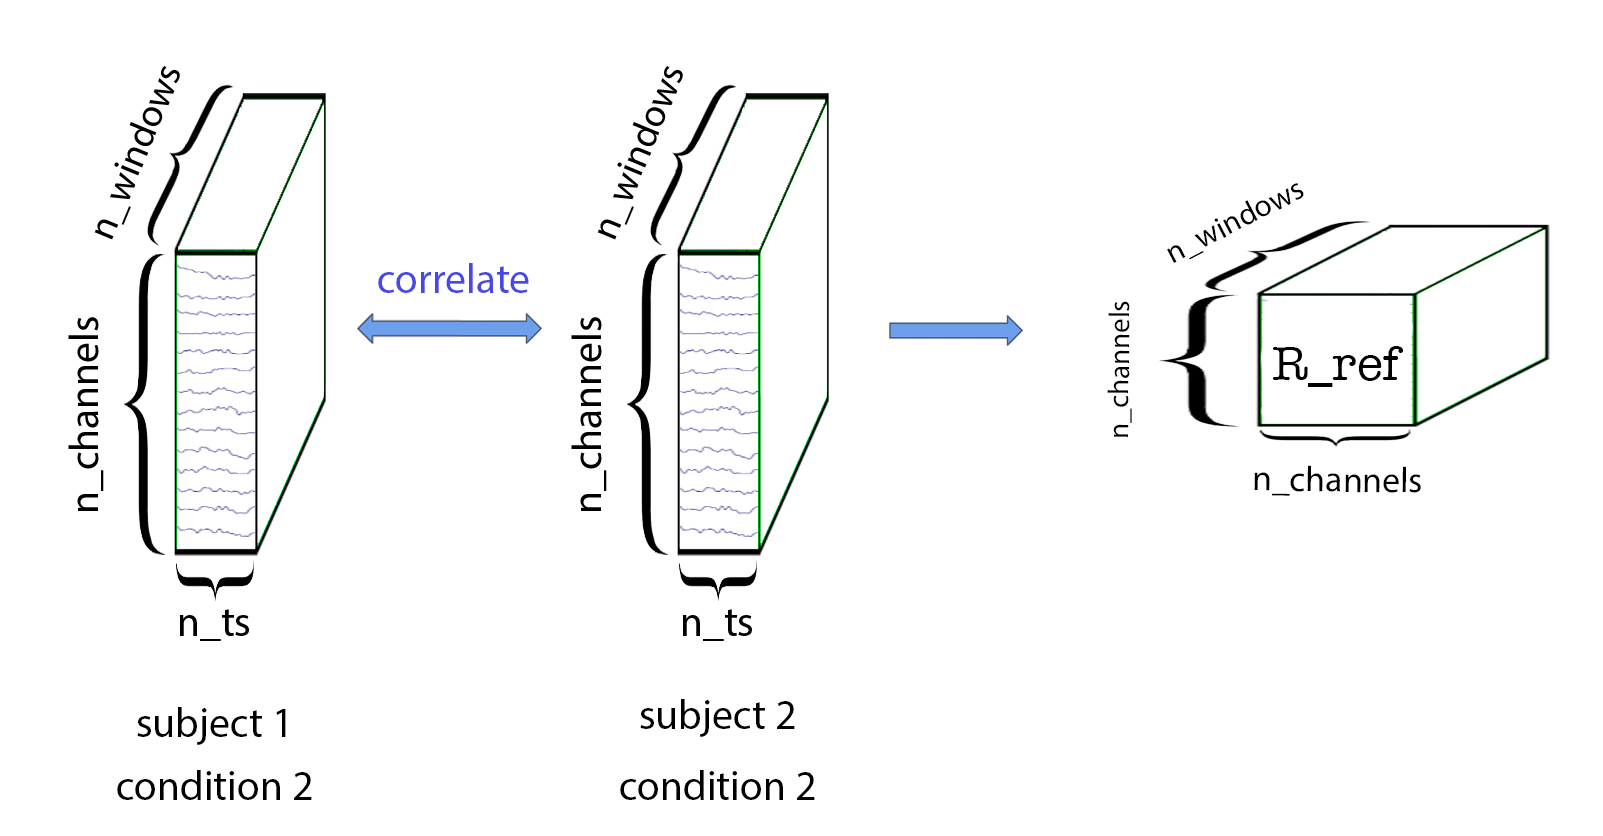 n_windows
n_channels
n_ts
subject 1
condition 2
correlate
n_windows
n_channels
n_ts
subject 2
condition 2
n_windows
n_channels
R_ref
n_channels